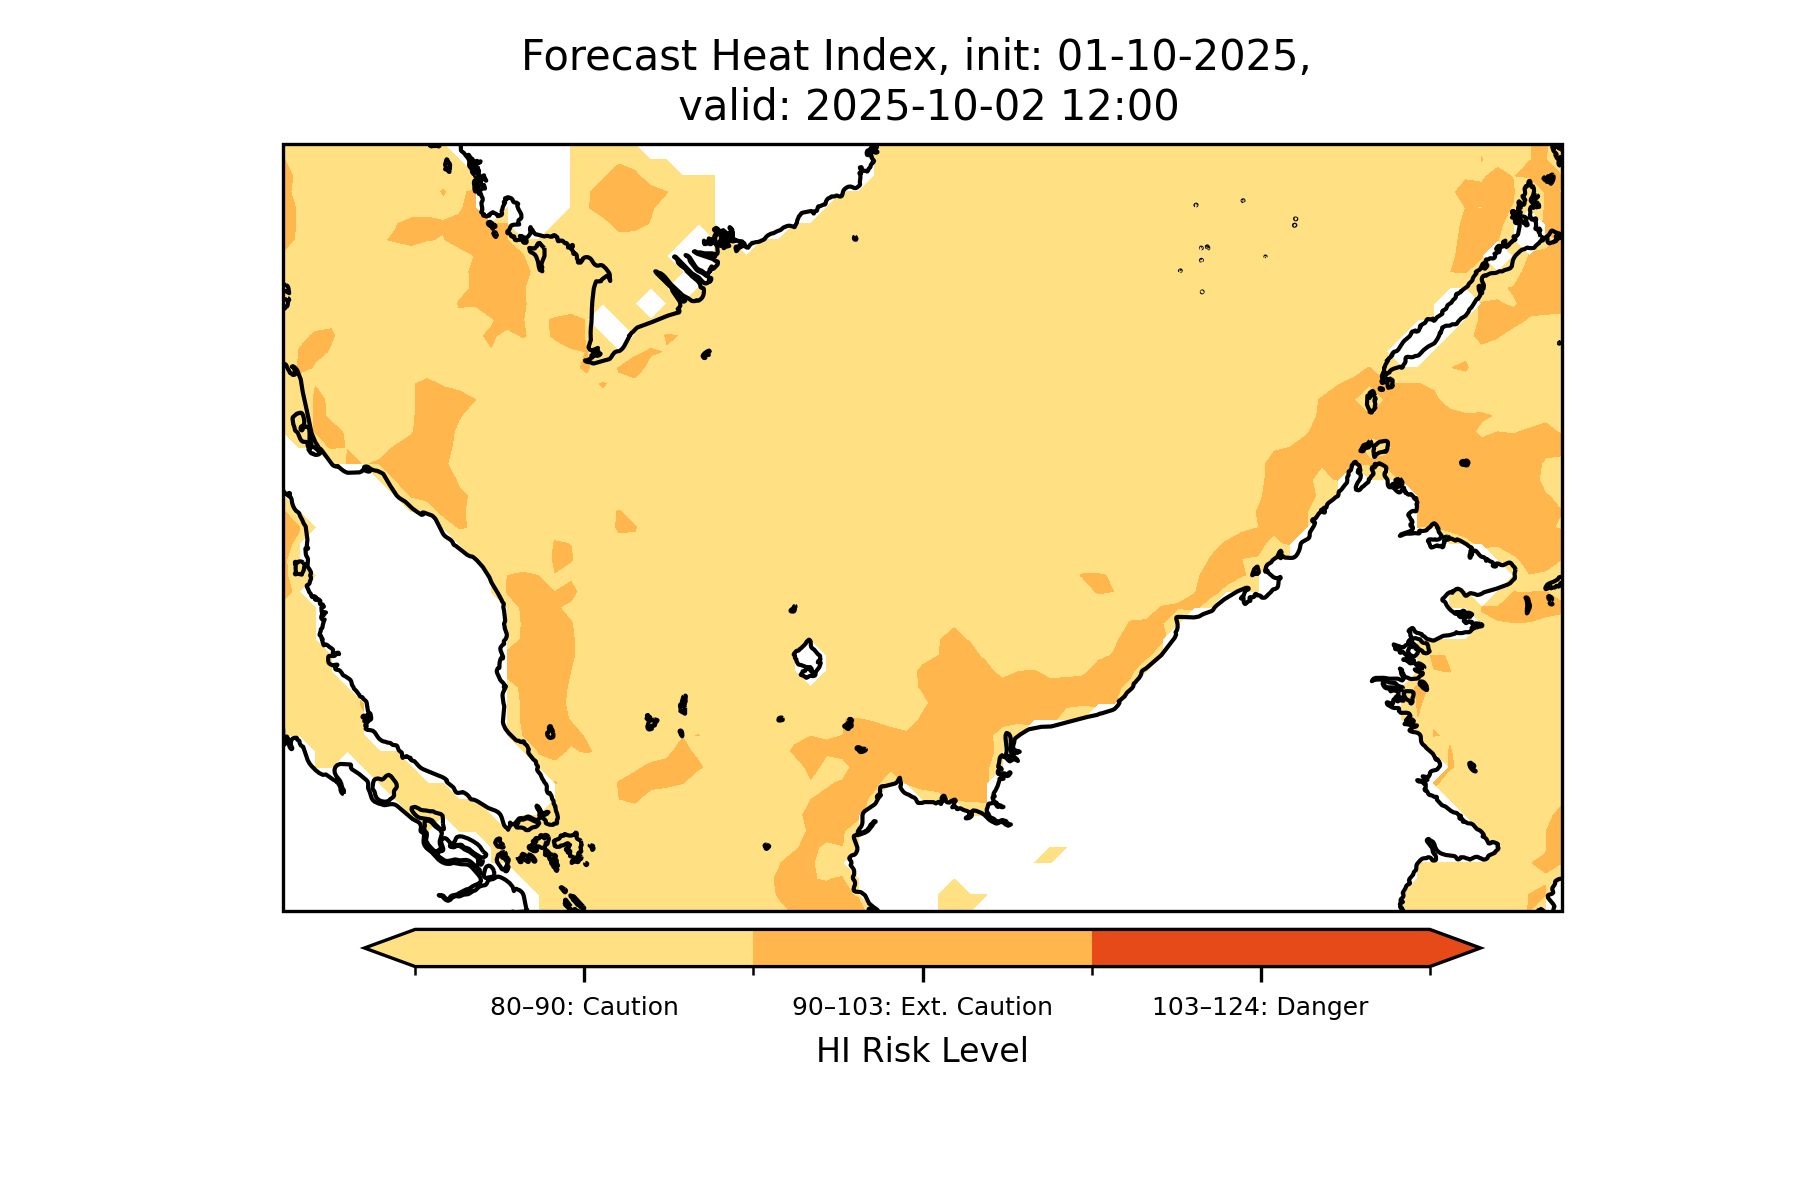 Forecast Heat Index, init: 01-10-2025,
valid: 2025-10-02 12:00
80–90: Caution
90–103: Ext. Caution
103–124: Danger
HI Risk Level